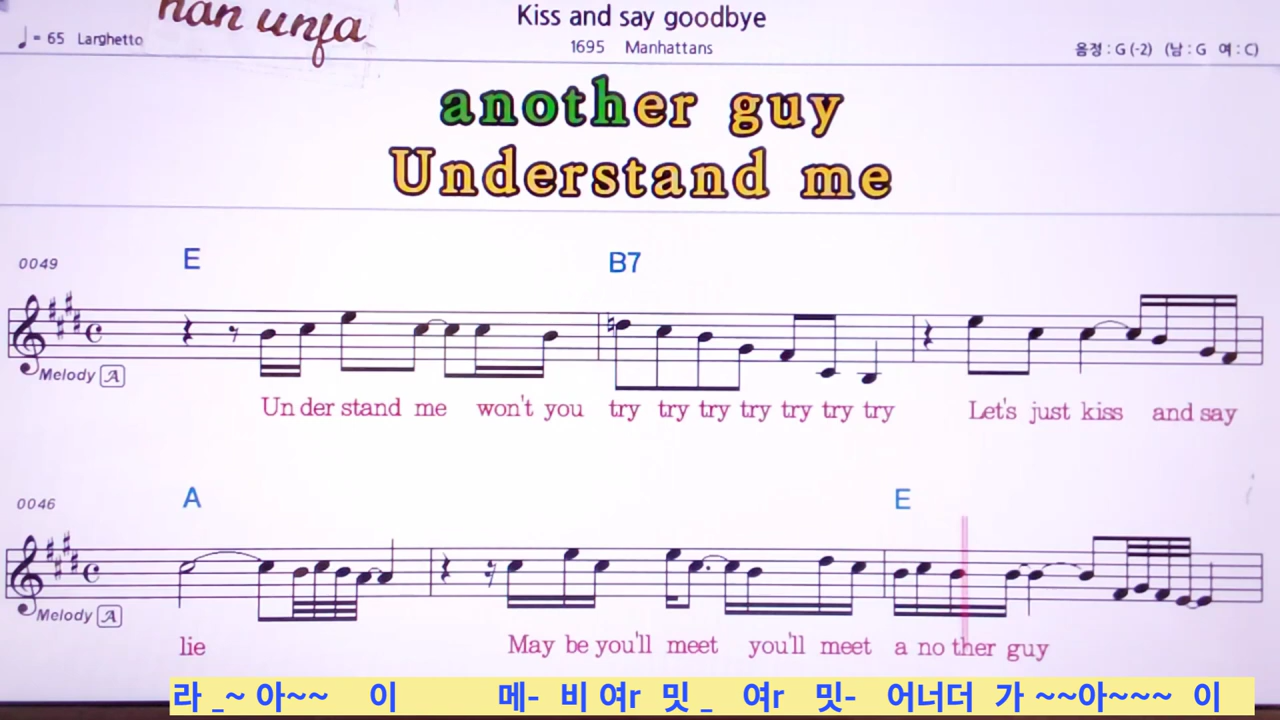 han unfa
Kiss and say goodbye
♩= 65 Larghetto
1695 Manhattans
음정 : G (-2) (남 : G 여 : C)
another guy
Understand me
0049
E B7
Melody A
Un der stand me won't you try try try try try try try Let's just kiss and say
0046
A E
Melody A
lie May be you'll meet you'll meet a no ther guy
라 _~ 아~~ 이 메- 비 여r 밋 _ 여r 밋- 어너더 가 ~~아~~~ 이